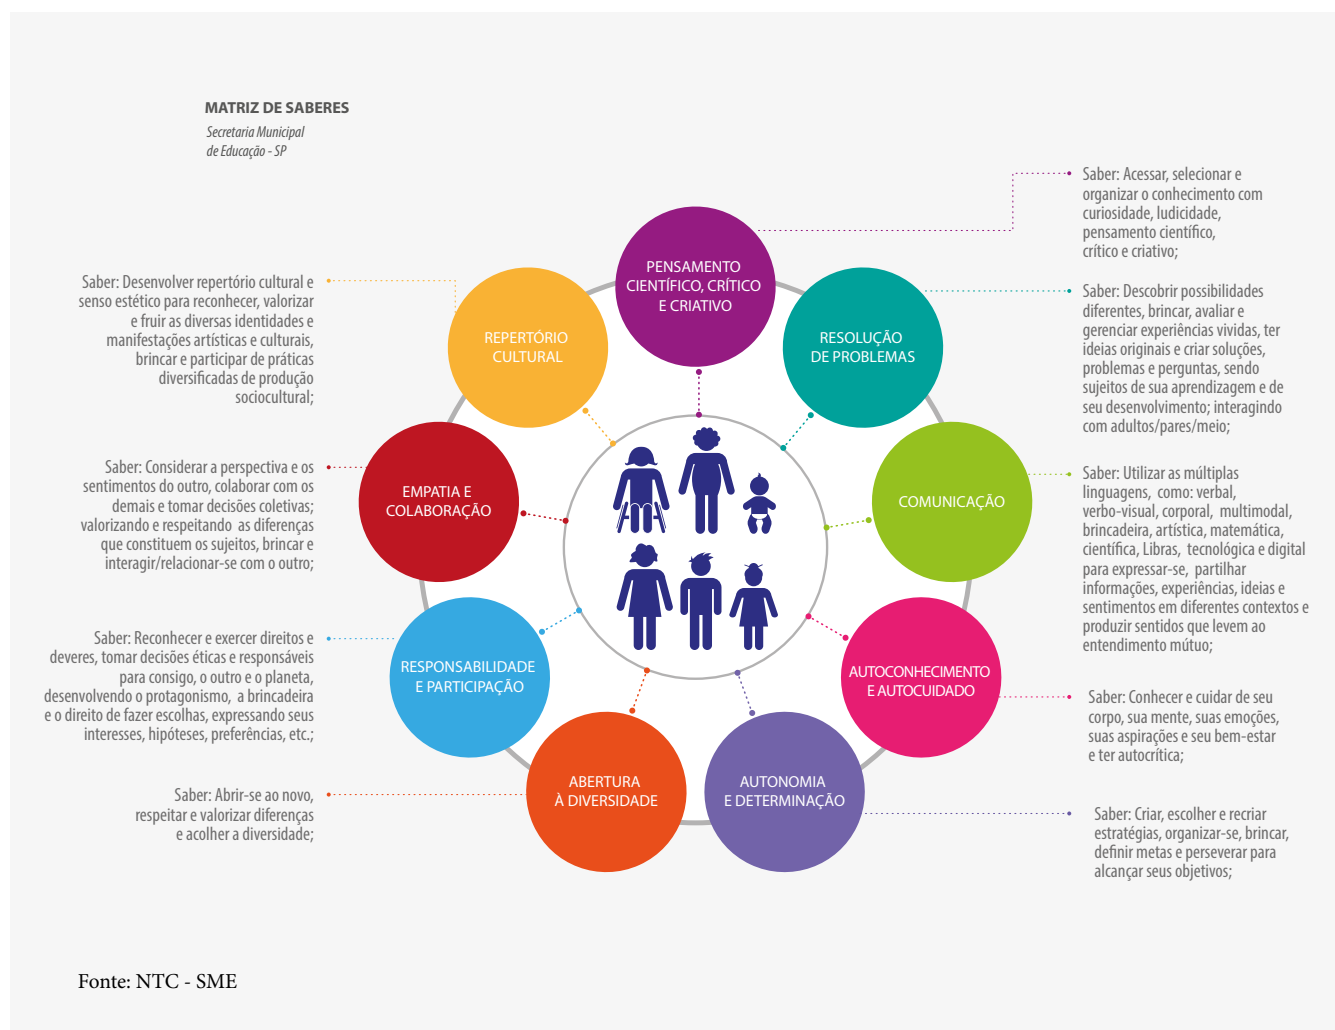 MATRIZ DE SABERES
Secretaria Municipal
de Educação - SP
PENSAMENTO
CIENTÍFICO, CRÍTICO
E CRIATIVO
Saber: Acessar, selecionar e
organizar o conhecimento com
curiosidade, ludicidade,
pensamento científico,
crítico e criativo;
RESOLUÇÃO
DE PROBLEMAS
Saber: Descobrir possibilidades
diferentes, brincar, avaliar e
gerenciar experiências vividas, ter
ideias originais e criar soluções,
problemas e perguntas, sendo
sujeitos de sua aprendizagem e de
seu desenvolvimento; interagindo
com adultos/pares/meio;
COMUNICAÇÃO
Saber: Utilizar as múltiplas
linguagens, como: verbal,
verbo-visual, corporal, multimodal,
brincadeira, artística, matemática,
científica, Libras, tecnológica e digital
para expressar-se, partilhar
informações, experiências, ideias e
sentimentos em diferentes contextos e
produzir sentidos que levem ao
entendimento mútuo;
AUTOCONHECIMENTO
E AUTOCUIDADO
Saber: Conhecer e cuidar de seu
corpo, sua mente, suas emoções,
suas aspirações e seu bem-estar
e ter autocrítica;
AUTONOMIA
E DETERMINAÇÃO
Saber: Criar, escolher e recriar
estratégias, organizar-se, brincar,
definir metas e perseverar para
alcançar seus objetivos;
ABERTURA
À DIVERSIDADE
Saber: Abrir-se ao novo,
respeitar e valorizar diferenças
e acolher a diversidade;
RESPONSABILIDADE
E PARTICIPAÇÃO
Saber: Reconhecer e exercer direitos e
deveres, tomar decisões éticas e responsáveis
para consigo, o outro e o planeta,
desenvolvendo o protagonismo, a brincadeira
e o direito de fazer escolhas, expressando seus
interesses, hipóteses, preferências, etc.;
EMPATIA E
COLABORAÇÃO
Saber: Considerar a perspectiva e os
sentimentos do outro, colaborar com os
demais e tomar decisões coletivas;
valorizando e respeitando as diferenças
que constituem os sujeitos, brincar e
interagir/relacionar-se com o outro;
REPERTÓRIO
CULTURAL
Saber: Desenvolver repertório cultural e
senso estético para reconhecer, valorizar
e fruir as diversas identidades e
manifestações artísticas e culturais,
brincar e participar de práticas
diversificadas de produção
sociocultural;
Fonte: NTC - SME